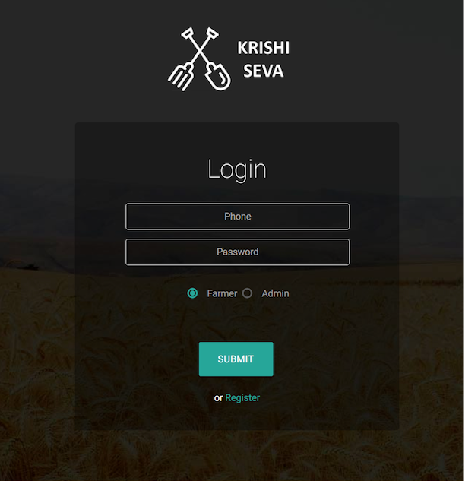 KRISHI
SEVA
Login
Phone
Password
Farmer Admin
SUBMIT
or Register